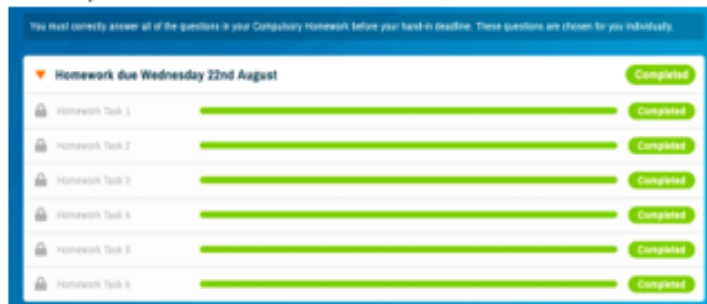 You must correctly answer all of the questions in your Compulsory Homework before your hand-in deadline. These questions are chosen for you individually.
Homework due Wednesday 22nd August Completed
Homework Task 1 Completed
Homework Task 2 Completed
Homework Task 3 Completed
Homework Task 4 Completed
Homework Task 5 Completed
Homework Task 6 Completed